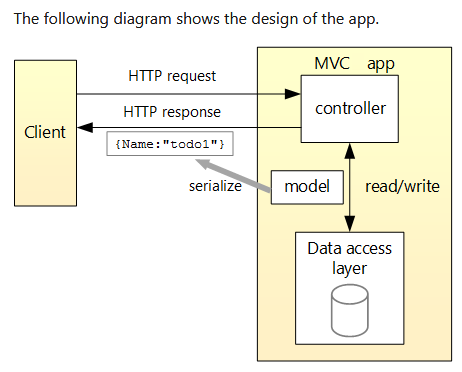 The following diagram shows the design of the app.
MVC app
HTTP request
controller
HTTP response
Client
{Name:"todo1"}
serialize
model
read/write
Data access
layer